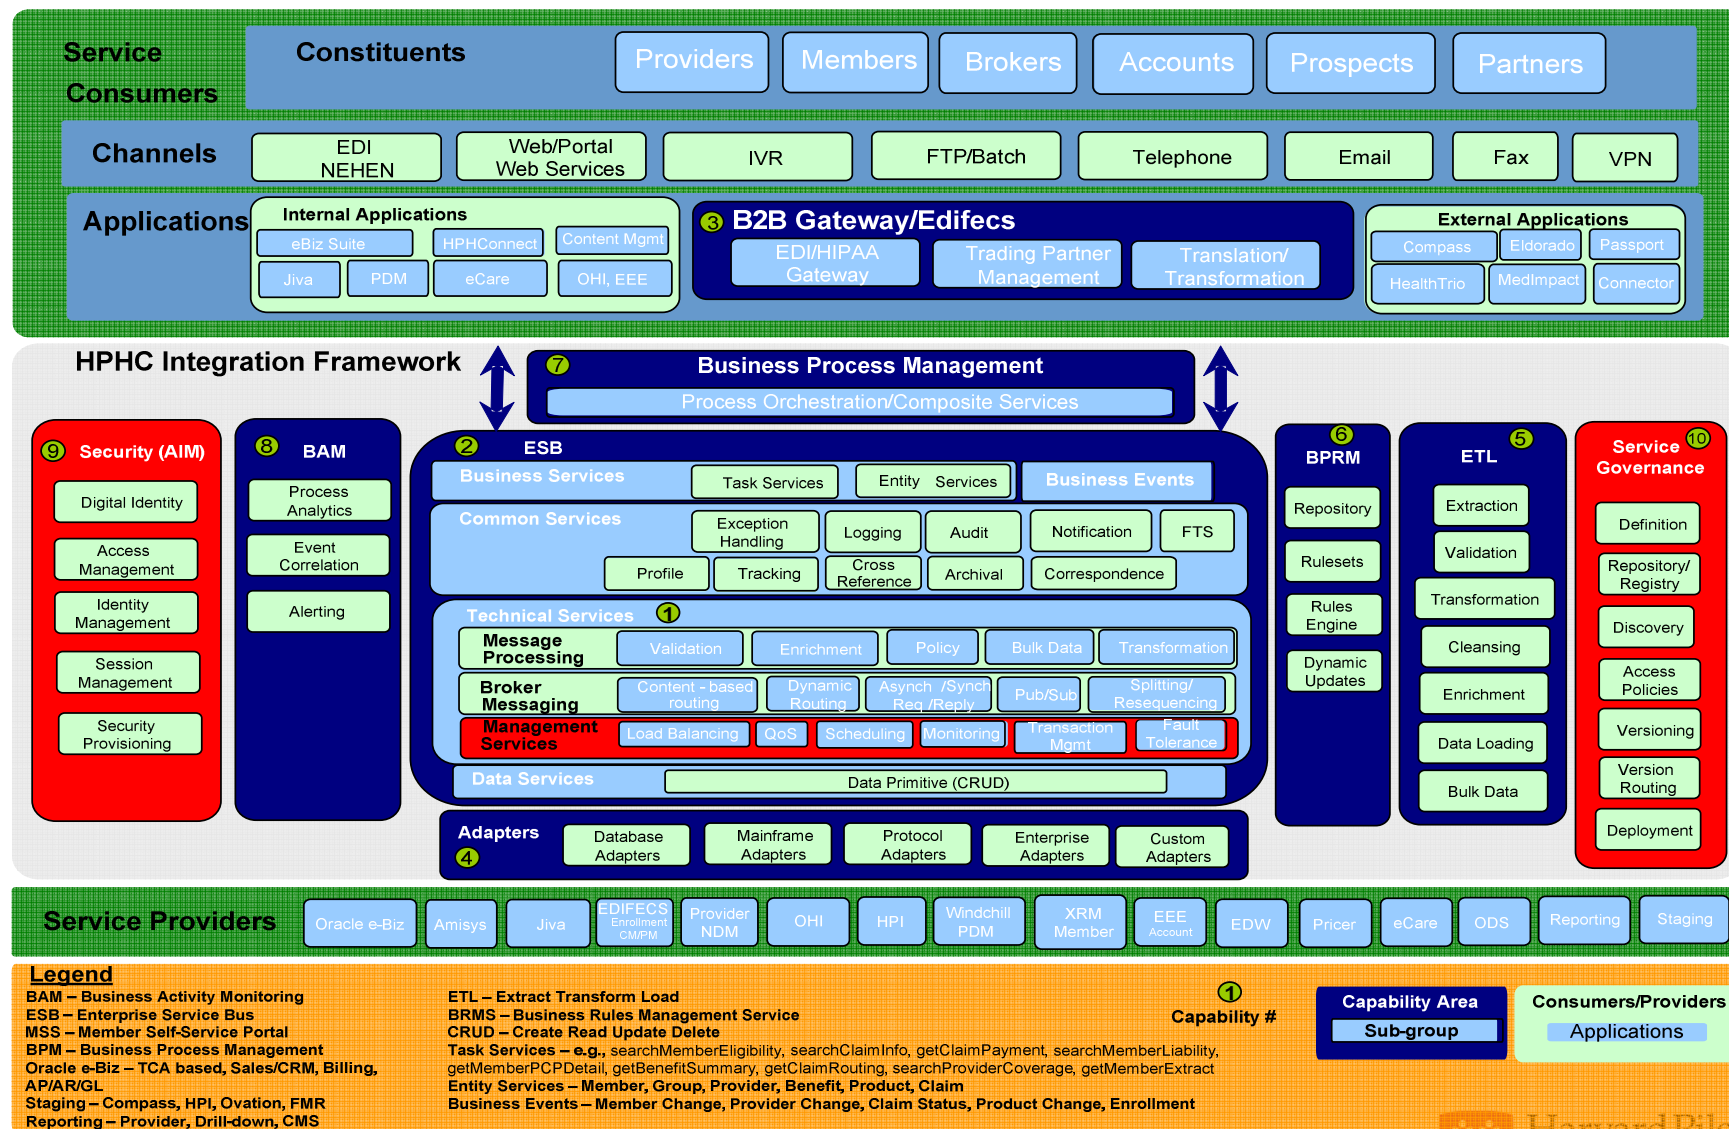 Service
Consumers
Constituents
Providers
Members
Brokers
Accounts
Prospects
Partners
Channels
EDI
NEHEN
Web/Portal
Web Services
IVR
FTP/Batch
Telephone
Email
Fax
VPN
Applications
Internal Applications
eBiz Suite
HPHConnect
Content Mgmt
Jiva
PDM
eCare
OHI, EEE
3
B2B Gateway/Edifecs
EDI/HIPAA
Gateway
Trading Partner
Management
Translation/
Transformation
External Applications
Compass
Eldorado
Passport
HealthTrio
MedImpact
Connector
HPHC Integration Framework
7
Business Process Management
Process Orchestration/Composite Services
9
Security (AIM)
Digital Identity
Access
Management
Identity
Management
Session
Management
Security
Provisioning
8
BAM
Process
Analytics
Event
Correlation
Alerting
2
ESB
Business Services
Task Services
Entity Services
Business Events
Common Services
Exception
Handling
Logging
Audit
Notification
FTS
Profile
Tracking
Cross
Reference
Archival
Correspondence
Technical Services
1
Message
Processing
Validation
Enrichment
Policy
Bulk Data
Transformation
Broker
Messaging
Content - based
routing
Dynamic
Routing
Asynch /Synch
Req /Reply
Pub/Sub
Splitting/
Resequencing
Management
Services
Load Balancing
QoS
Scheduling
Monitoring
Transaction
Mgmt
Fault
Tolerance
Data Services
Data Primitive (CRUD)
Adapters
4
Database
Adapters
Mainframe
Adapters
Protocol
Adapters
Enterprise
Adapters
Custom
Adapters
6
BPRM
Repository
Rulesets
Rules
Engine
Dynamic
Updates
5
ETL
Extraction
Validation
Transformation
Cleansing
Enrichment
Data Loading
Bulk Data
10
Service
Governance
Definition
Repository/
Registry
Discovery
Access
Policies
Versioning
Version
Routing
Deployment
Service Providers
Oracle e-Biz
Amisys
Jiva
EDIFECS
Enrollment
CM/PM
Provider
NDM
OHI
HPI
Windchill
PDM
XRM
Member
EEE
Account
EDW
Pricer
eCare
ODS
Reporting
Staging
Legend
BAM – Business Activity Monitoring
ESB – Enterprise Service Bus
MSS – Member Self-Service Portal
BPM – Business Process Management
Oracle e-Biz – TCA based, Sales/CRM, Billing,
AP/AR/GL
Staging – Compass, HPI, Ovation, FMR
Reporting – Provider, Drill-down, CMS
ETL – Extract Transform Load
BRMS – Business Rules Management Service
CRUD – Create Read Update Delete
Task Services – e.g., searchMemberEligibility, searchClaimInfo, getClaimPayment, searchMemberLiability,
getMemberPCPDetail, getBenefitSummary, getClaimRouting, searchProviderCoverage, getMemberExtract
Entity Services – Member, Group, Provider, Benefit, Product, Claim
Business Events – Member Change, Provider Change, Claim Status, Product Change, Enrollment
1
Capability #
Capability Area
Sub-group
Consumers/Providers
Applications